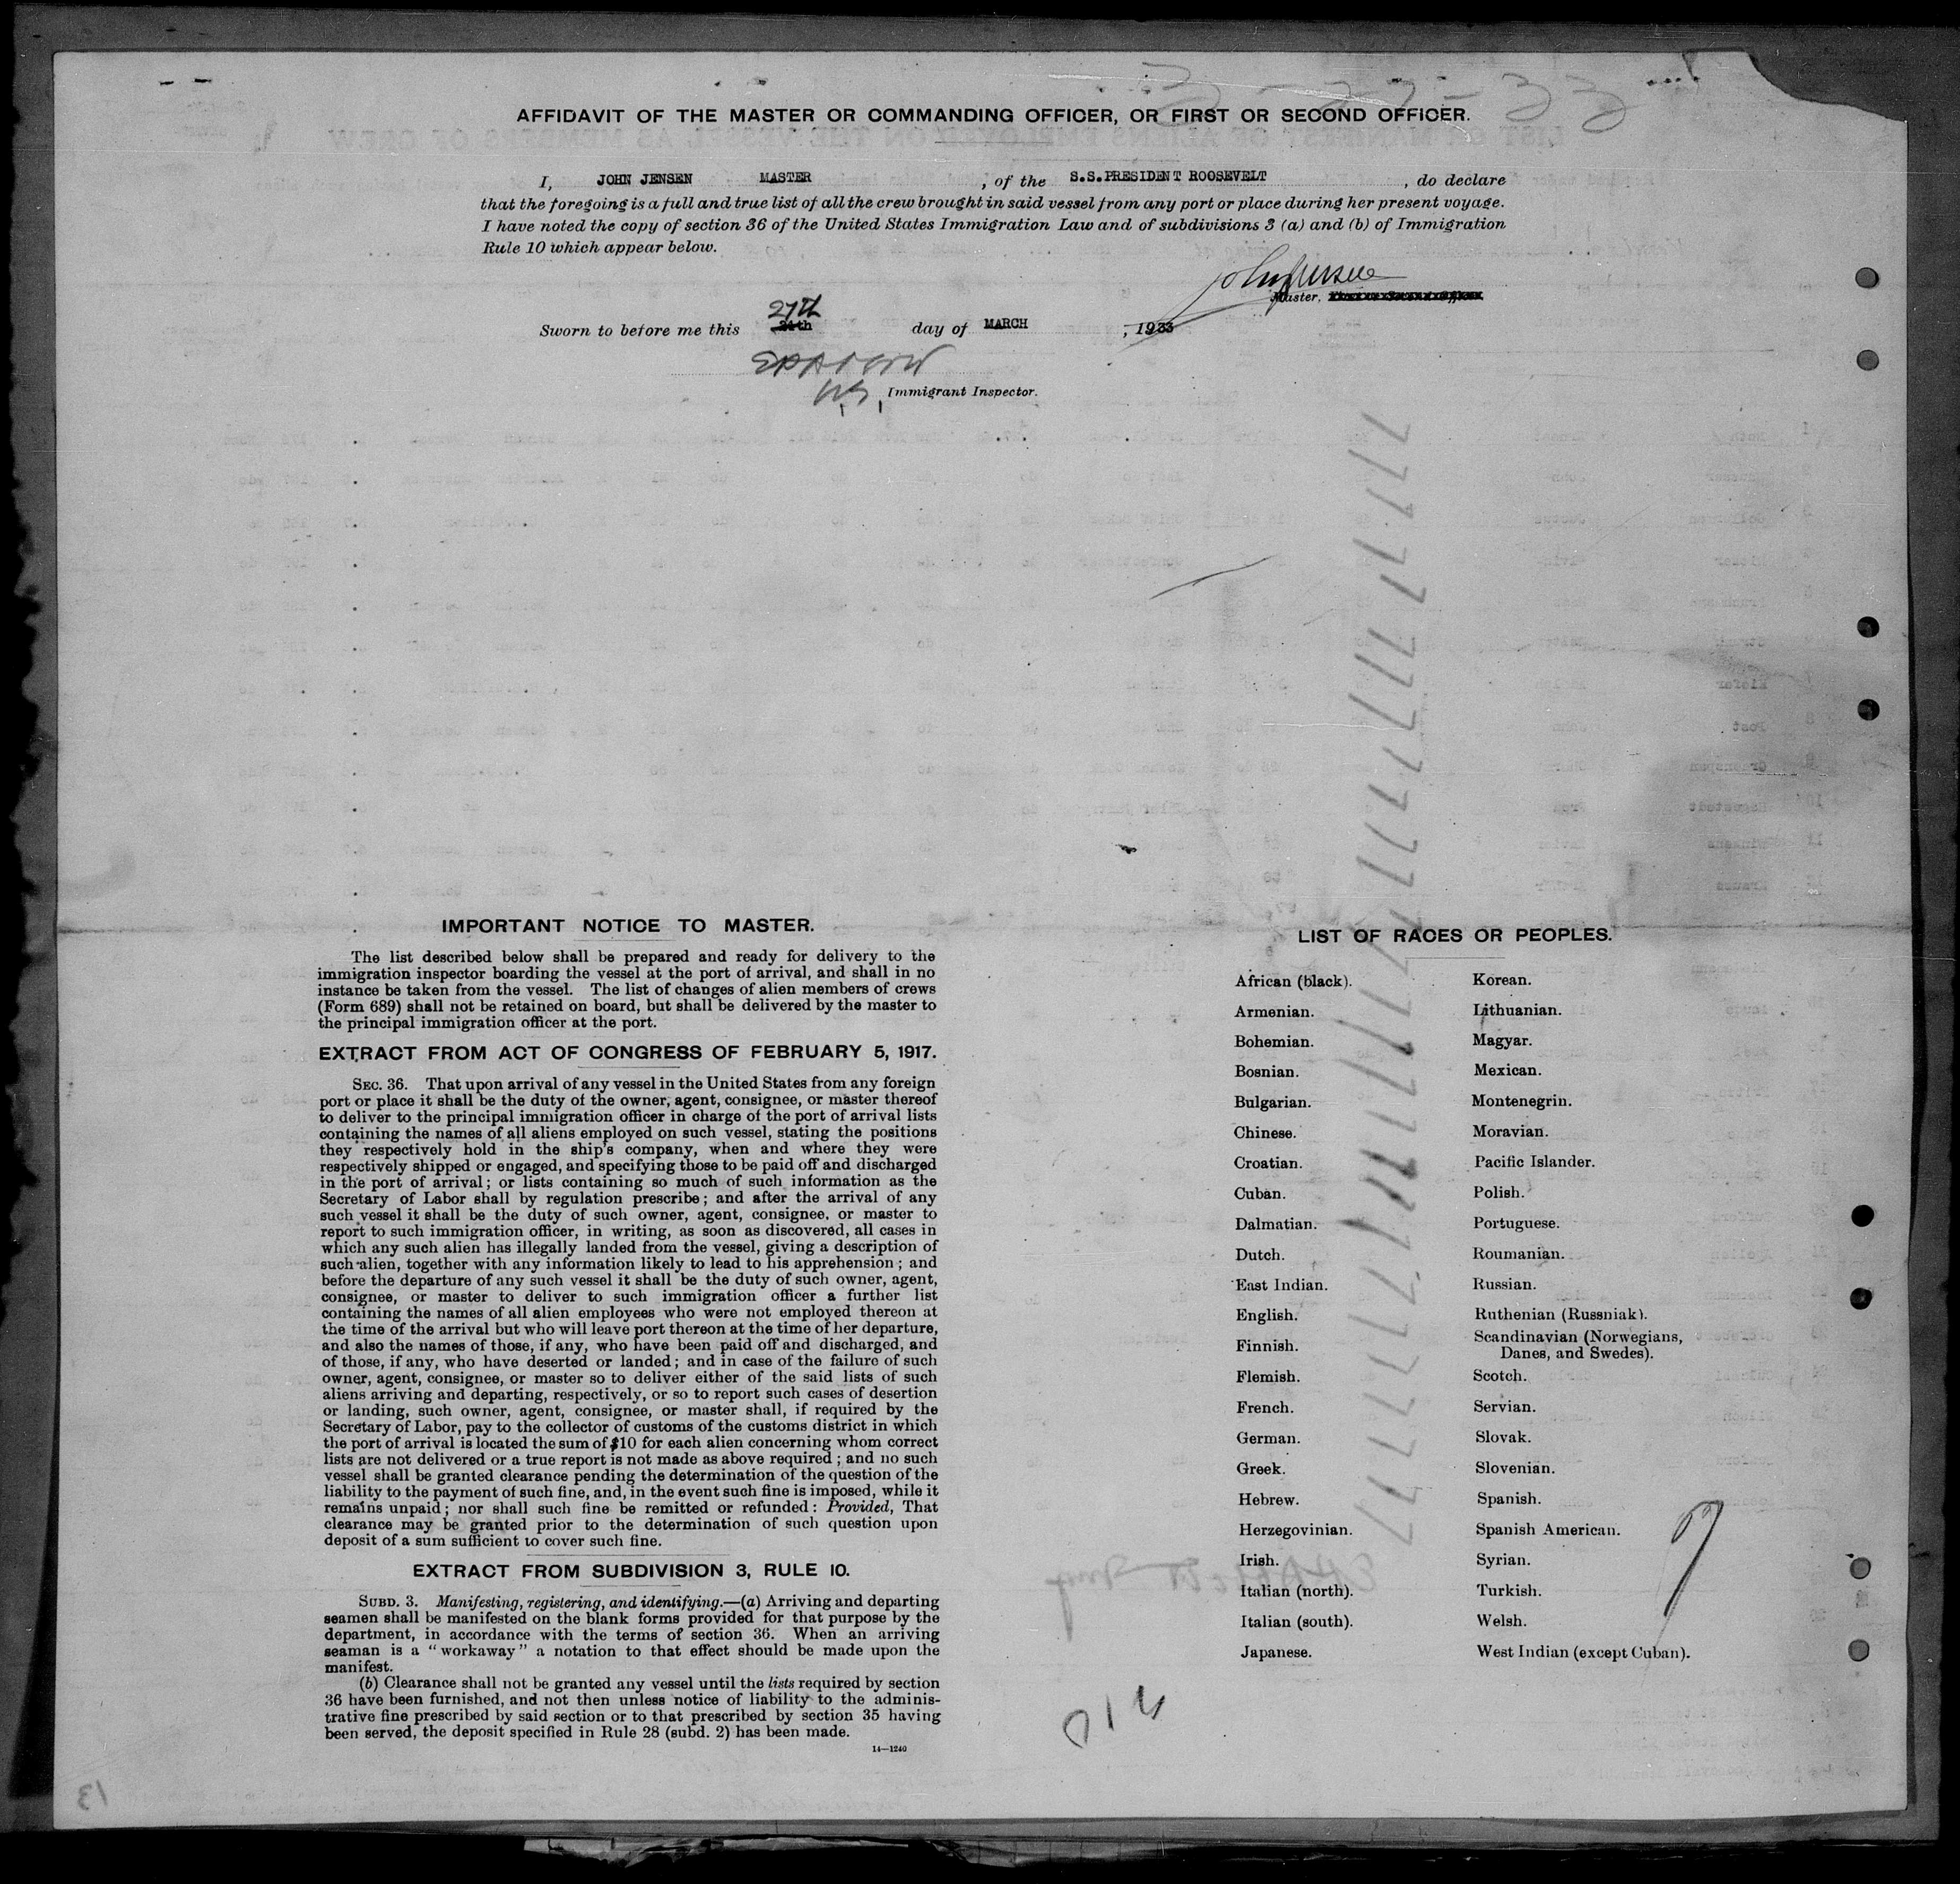 3-27-33
AFFIDAVIT OF THE MASTER OR COMMANDING OFFICER, OR FIRST OR SECOND OFFICER.
I, JOHN JENSEN MASTER , of the S.S.PRESIDENT ROOSEVELT , do declare
that the foregoing is a full and true list of all the crew brought in said vessel from any port or place during her present voyage.
I have noted the copy of section 36 of the United States Immigration Law and of subdivisions 3 (a) and (b) of Immigration
Rule 10 which appear below.
John Jensen
Master,
27th
Sworn to before me this 24th day of MARCH , 1933
U.S. Immigrant Inspector.
IMPORTANT NOTICE TO MASTER.
The list described below shall be prepared and ready for delivery to the
immigration inspector boarding the vessel at the port of arrival, and shall in no
instance be taken from the vessel. The list of changes of alien members of crews
(Form 689) shall not be retained on board, but shall be delivered by the master to
the principal immigration officer at the port.
EXTRACT FROM ACT OF CONGRESS OF FEBRUARY 5, 1917.
SEC. 36. That upon arrival of any vessel in the United States from any foreign
port or place it shall be the duty of the owner, agent, consignee, or master thereof
to deliver to the principal immigration officer in charge of the port of arrival lists
containing the names of all aliens employed on such vessel, stating the positions
they respectively hold in the ship's company, when and where they were
respectively shipped or engaged, and specifying those to be paid off and discharged
in the port of arrival; or lists containing so much of such information as the
Secretary of Labor shall by regulation prescribe; and after the arrival of any
such vessel it shall be the duty of such owner, agent, consignee, or master to
report to such immigration officer, in writing, as soon as discovered, all cases in
which any such alien has illegally landed from the vessel, giving a description of
such alien, together with any information likely to lead to his apprehension; and
before the departure of any such vessel it shall be the duty of such owner, agent,
consignee, or master to deliver to such immigration officer a further list
containing the names of all alien employees who were not employed thereon at
the time of the arrival but who will leave port thereon at the time of her departure,
and also the names of those, if any, who have been paid off and discharged, and
of those, if any, who have deserted or landed; and in case of the failure of such
owner, agent, consignee, or master so to deliver either of the said lists of such
aliens arriving and departing, respectively, or so to report such cases of desertion
or landing, such owner, agent, consignee, or master shall, if required by the
Secretary of Labor, pay to the collector of customs of the customs district in which
the port of arrival is located the sum of $10 for each alien concerning whom correct
lists are not delivered or a true report is not made as above required; and no such
vessel shall be granted clearance pending the determination of the question of the
liability to the payment of such fine, and, in the event such fine is imposed, while it
remains unpaid; nor shall such fine be remitted or refunded: Provided, That
clearance may be granted prior to the determination of such question upon
deposit of a sum sufficient to cover such fine.
EXTRACT FROM SUBDIVISION 3, RULE 10.
SUBD. 3. Manifesting, registering, and identifying.—(a) Arriving and departing
seamen shall be manifested on the blank forms provided for that purpose by the
department, in accordance with the terms of section 36. When an arriving
seaman is a "workaway" a notation to that effect should be made upon the
manifest.
(b) Clearance shall not be granted any vessel until the lists required by section
36 have been furnished, and not then unless notice of liability to the adminis-
trative fine prescribed by said section or to that prescribed by section 35 having
been served, the deposit specified in Rule 28 (subd. 2) has been made.
14—1240
LIST OF RACES OR PEOPLES.
African (black).
Armenian.
Bohemian.
Bosnian.
Bulgarian.
Chinese.
Croatian.
Cuban.
Dalmatian.
Dutch.
East Indian.
English.
Finnish.
Flemish.
French.
German.
Greek.
Hebrew.
Herzegovinian.
Irish.
Italian (north).
Italian (south).
Japanese.
Korean.
Lithuanian.
Magyar.
Mexican.
Montenegrin.
Moravian.
Pacific Islander.
Polish.
Portuguese.
Roumanian.
Russian.
Ruthenian (Russniak).
Scandinavian (Norwegians,
Danes, and Swedes).
Scotch.
Servian.
Slovak.
Slovenian.
Spanish.
Spanish American.
Syrian.
Turkish.
Welsh.
West Indian (except Cuban).